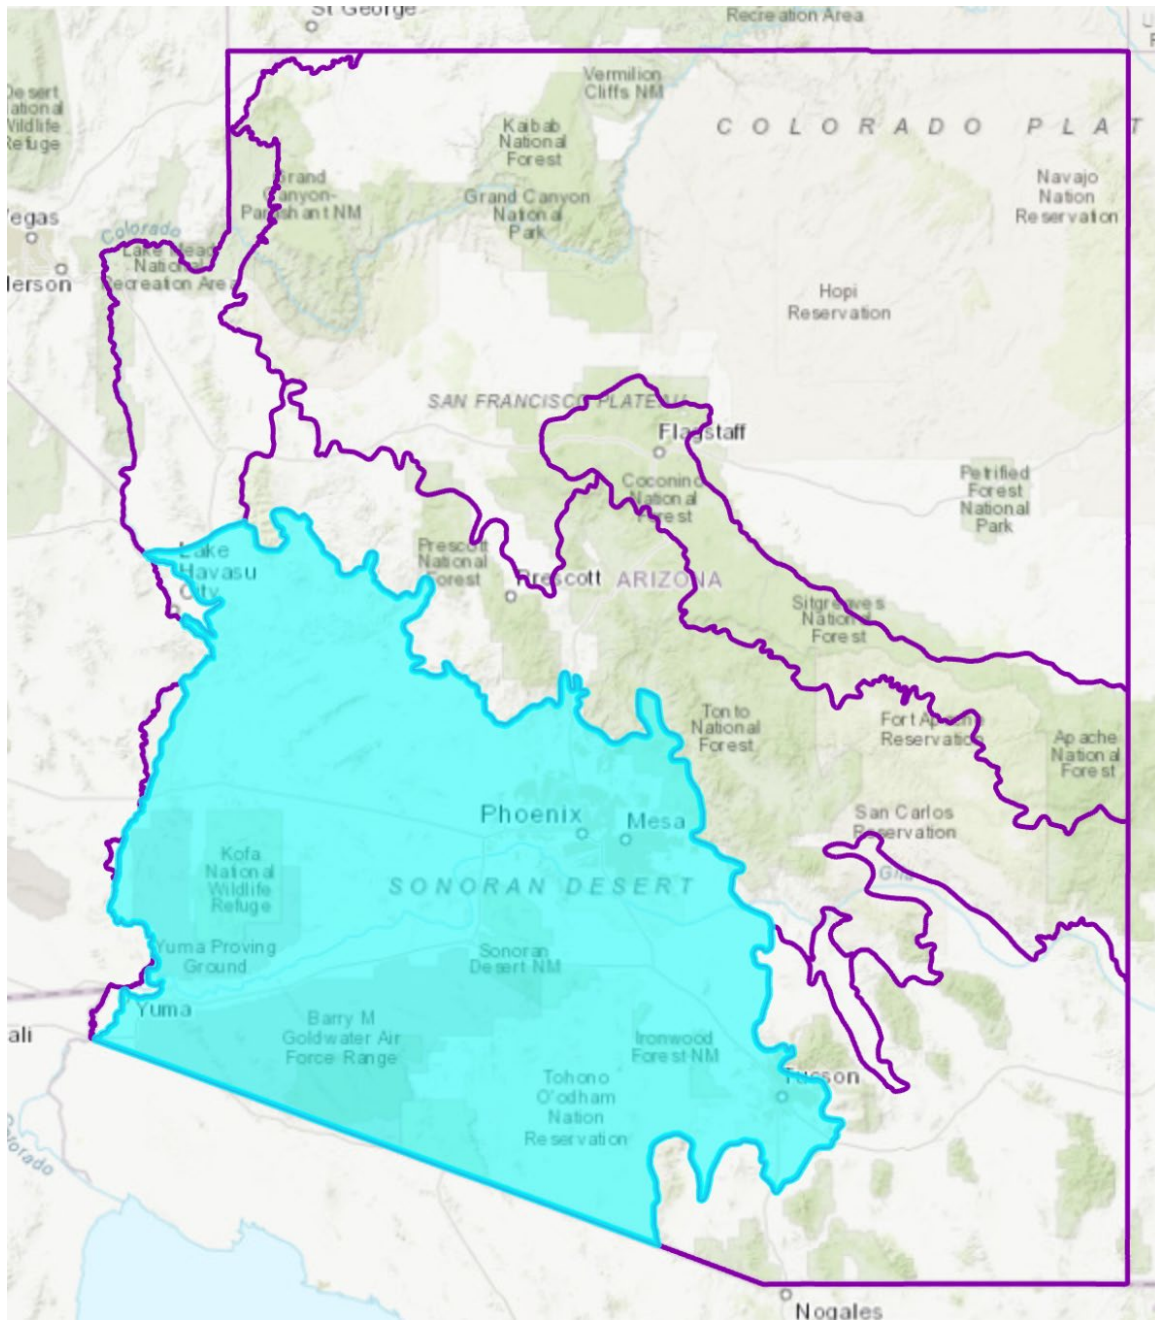 St George
Recreation Area
Vermilion
Cliffs NM
Desert
National
Wildlife
Refuge
COLORADO PLAT
Kaibab
National
Forest
Grand
Canyon-
Parashant NM
Grand Canyon
National
Park
Navajo
Nation
Reservation
egas
Colorado
Lake Mead
National
Recreation Area
lerson
Hopi
Reservation
SAN FRANCISCO PLATEAU
Flagstaff
Coconino
National
Forest
Petrified
Forest
National
Park
Lake
Havasu
City
Prescott
National
Forest
Prescott
ARIZONA
Sitgreaves
National
Forest
Tonto
National
Forest
Fort Apache
Reservation
Apache
National
Forest
Phoenix
Mesa
San Carlos
Reservation
Kofa
National
Wildlife
Refuge
SONORAN DESERT
Gila
Yuma Proving
Ground
Sonoran
Desert NM
Yuma
Barry M
Goldwater Air
Force Range
Ironwood
Forest NM
ali
Tohono
O'odham
Nation
Reservation
Tucson
Colorado
Nogales